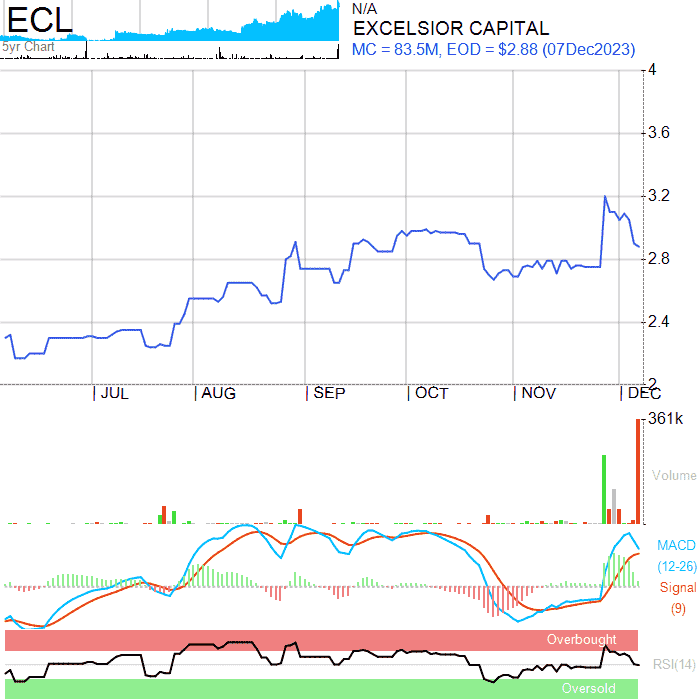 ECL
5yr Chart
N/A
EXCELSIOR CAPITAL
MC = 83.5M, EOD = $2.88 (07Dec2023)
4
3.6
3.2
2.8
2.4
2
JUL AUG SEP OCT NOV DEC
361k
Volume
MACD
(12-26)
Signal
(9)
Overbought
RSI(14)
Oversold